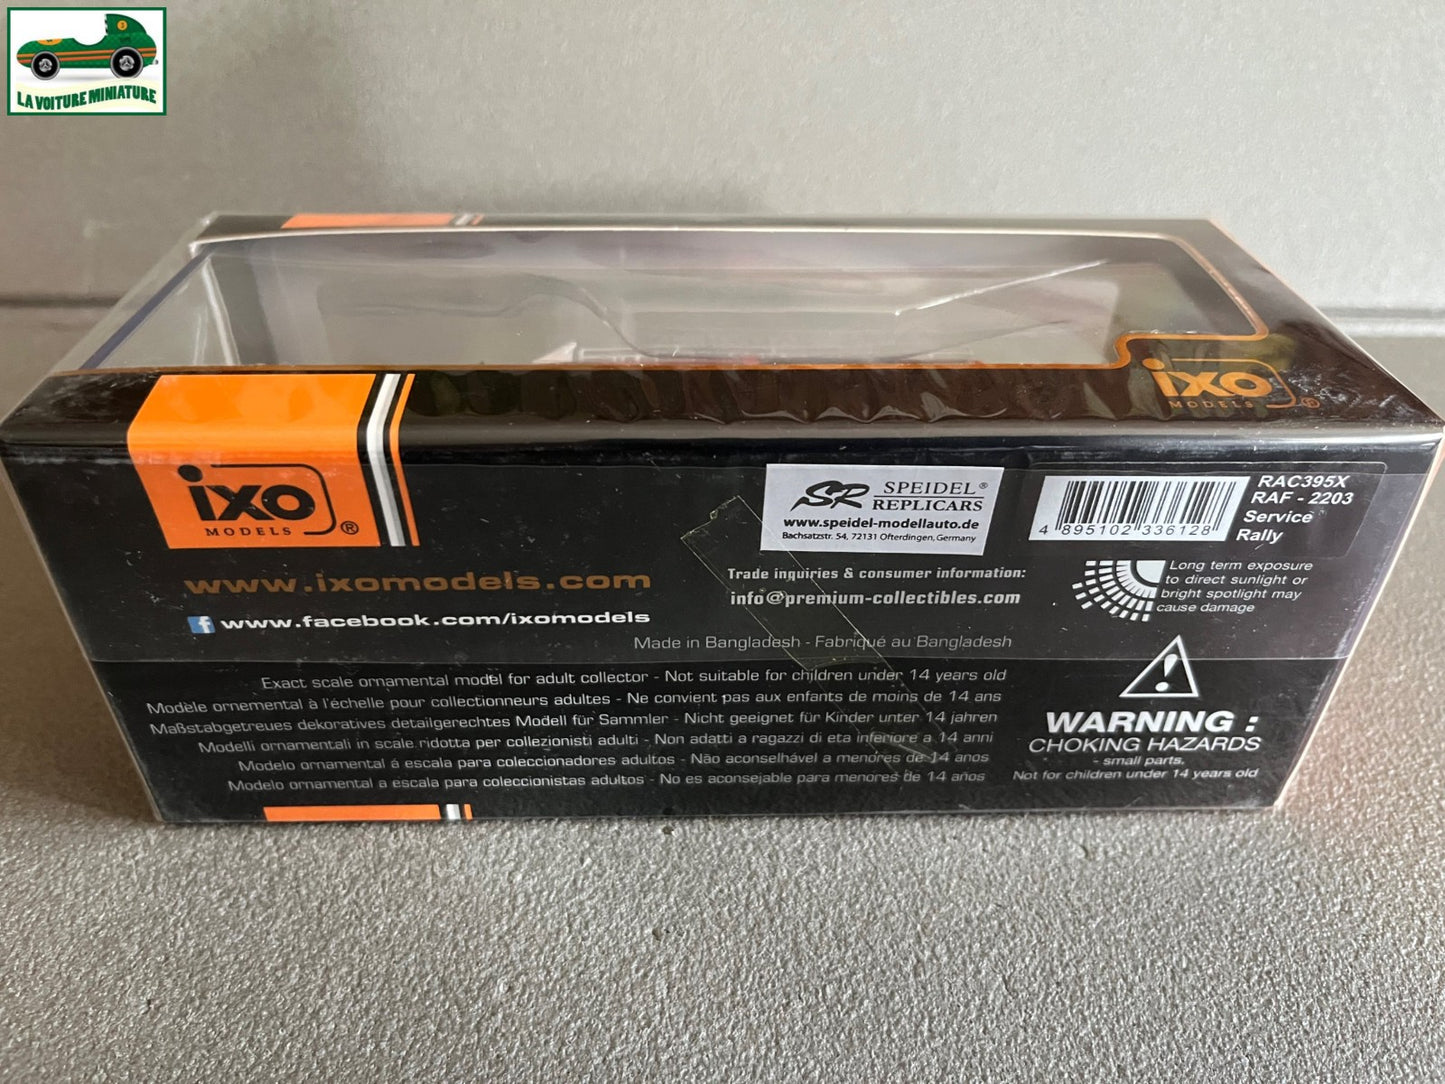 LA VOITURE MINIATURE
ixo
MODELS ®
ixo
MODELS ®
SR SPEIDEL®
REPLICARS
www.speidel-modellauto.de
Bachsatzstr. 54, 72131 Ofterdingen, Germany
4 895102 336128
RAC395X
RAF - 2203
Service
Rally
www.ixomodels.com
f www.facebook.com/ixomodels
Trade inquiries & consumer information:
info@premium-collectibles.com
Long term exposure
to direct sunlight or
bright spotlight may
cause damage
Made in Bangladesh - Fabriqué au Bangladesh
Exact scale ornamental model for adult collector - Not suitable for children under 14 years old
Modèle ornemental à l'échelle pour collectionneurs adultes - Ne convient pas aux enfants de moins de 14 ans
Maßstabgetreues dekoratives detailgerechtes Modell für Sammler - Nicht geeignet für Kinder unter 14 jahren
Modelli ornamentali in scale ridotta per collezionisti adulti - Non adatti a ragazzi di eta inferiore a 14 anni
Modelo ornamental á escala para coleccionadores adultos - Não aconselhável a menores de 14 anos
Modelo ornamental a escala para coleccionistas adultos - No es aconsejable para menores de 14 años
WARNING :
CHOKING HAZARDS
- small parts.
Not for children under 14 years old